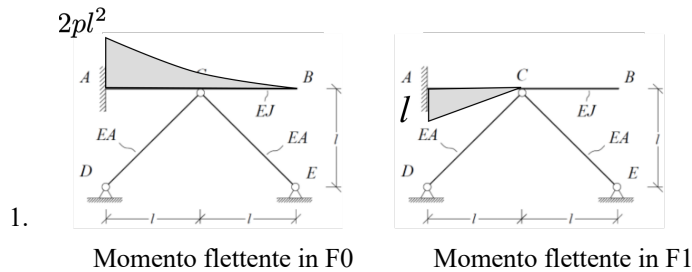 2pl²
A C B A C B
EJ l EJ
EA EA EA EA
l l
D E D E
1.
l l l l
Momento flettente in F0 Momento flettente in F1